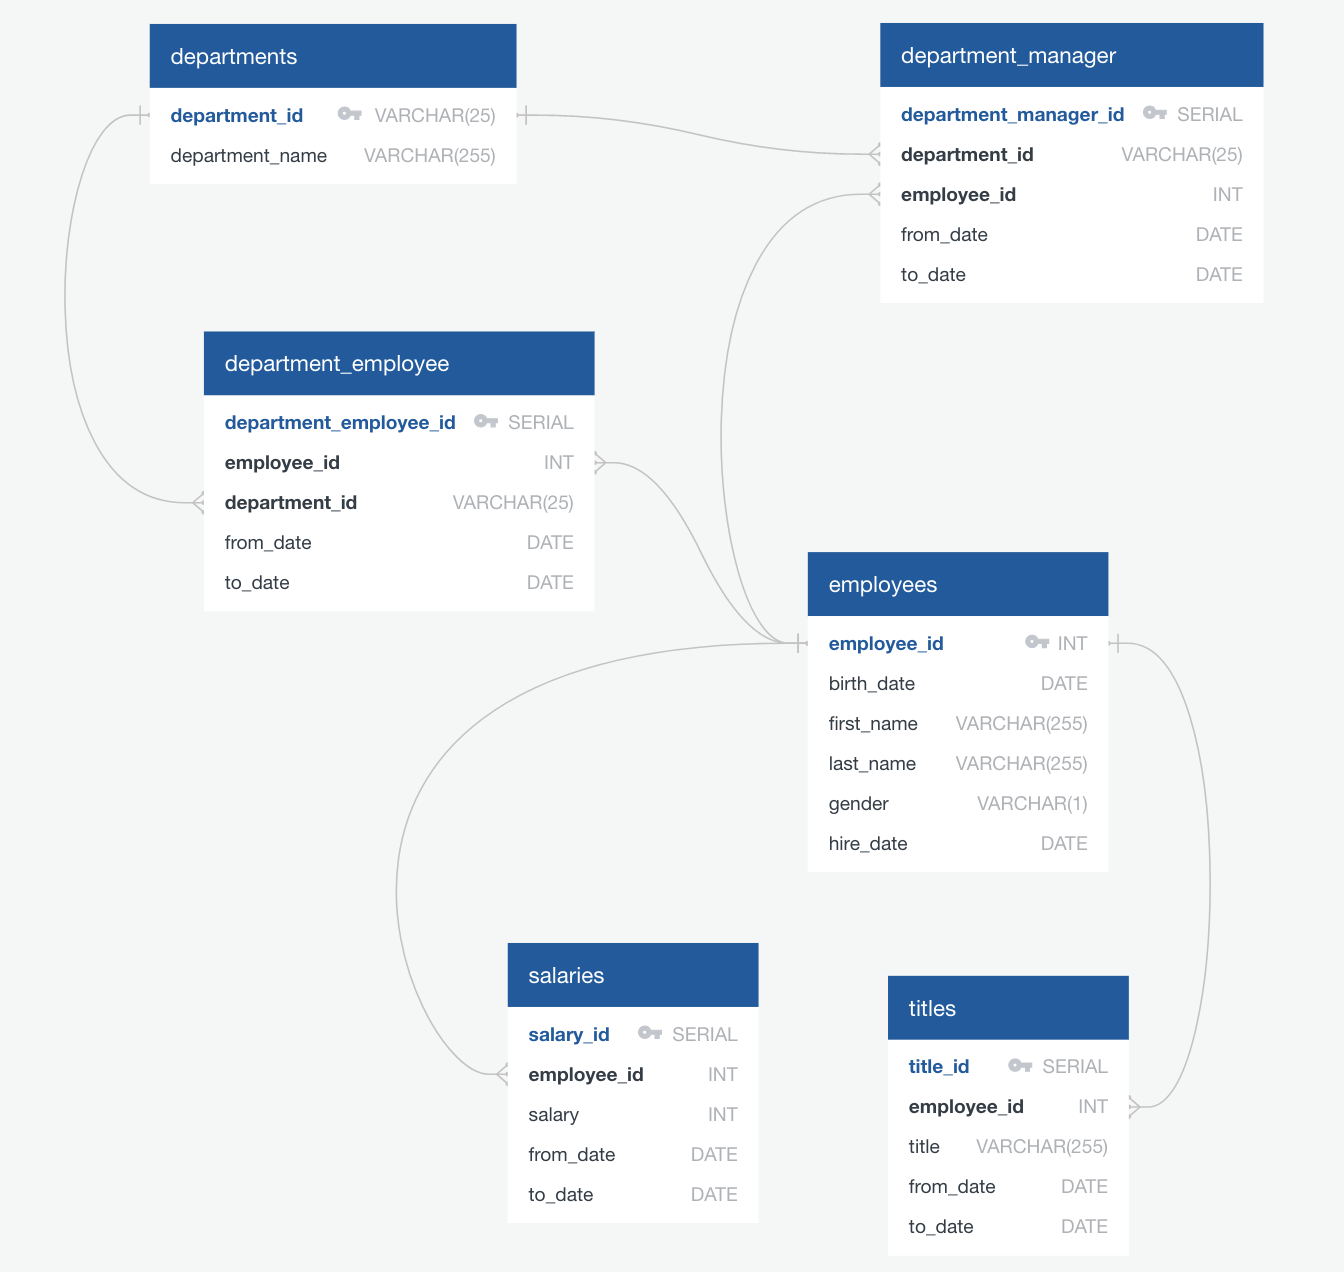 departments
department_id VARCHAR(25)
department_name VARCHAR(255)
department_manager
department_manager_id SERIAL
department_id VARCHAR(25)
employee_id INT
from_date DATE
to_date DATE
department_employee
department_employee_id SERIAL
employee_id INT
department_id VARCHAR(25)
from_date DATE
to_date DATE
employees
employee_id INT
birth_date DATE
first_name VARCHAR(255)
last_name VARCHAR(255)
gender VARCHAR(1)
hire_date DATE
salaries
salary_id SERIAL
employee_id INT
salary INT
from_date DATE
to_date DATE
titles
title_id SERIAL
employee_id INT
title VARCHAR(255)
from_date DATE
to_date DATE